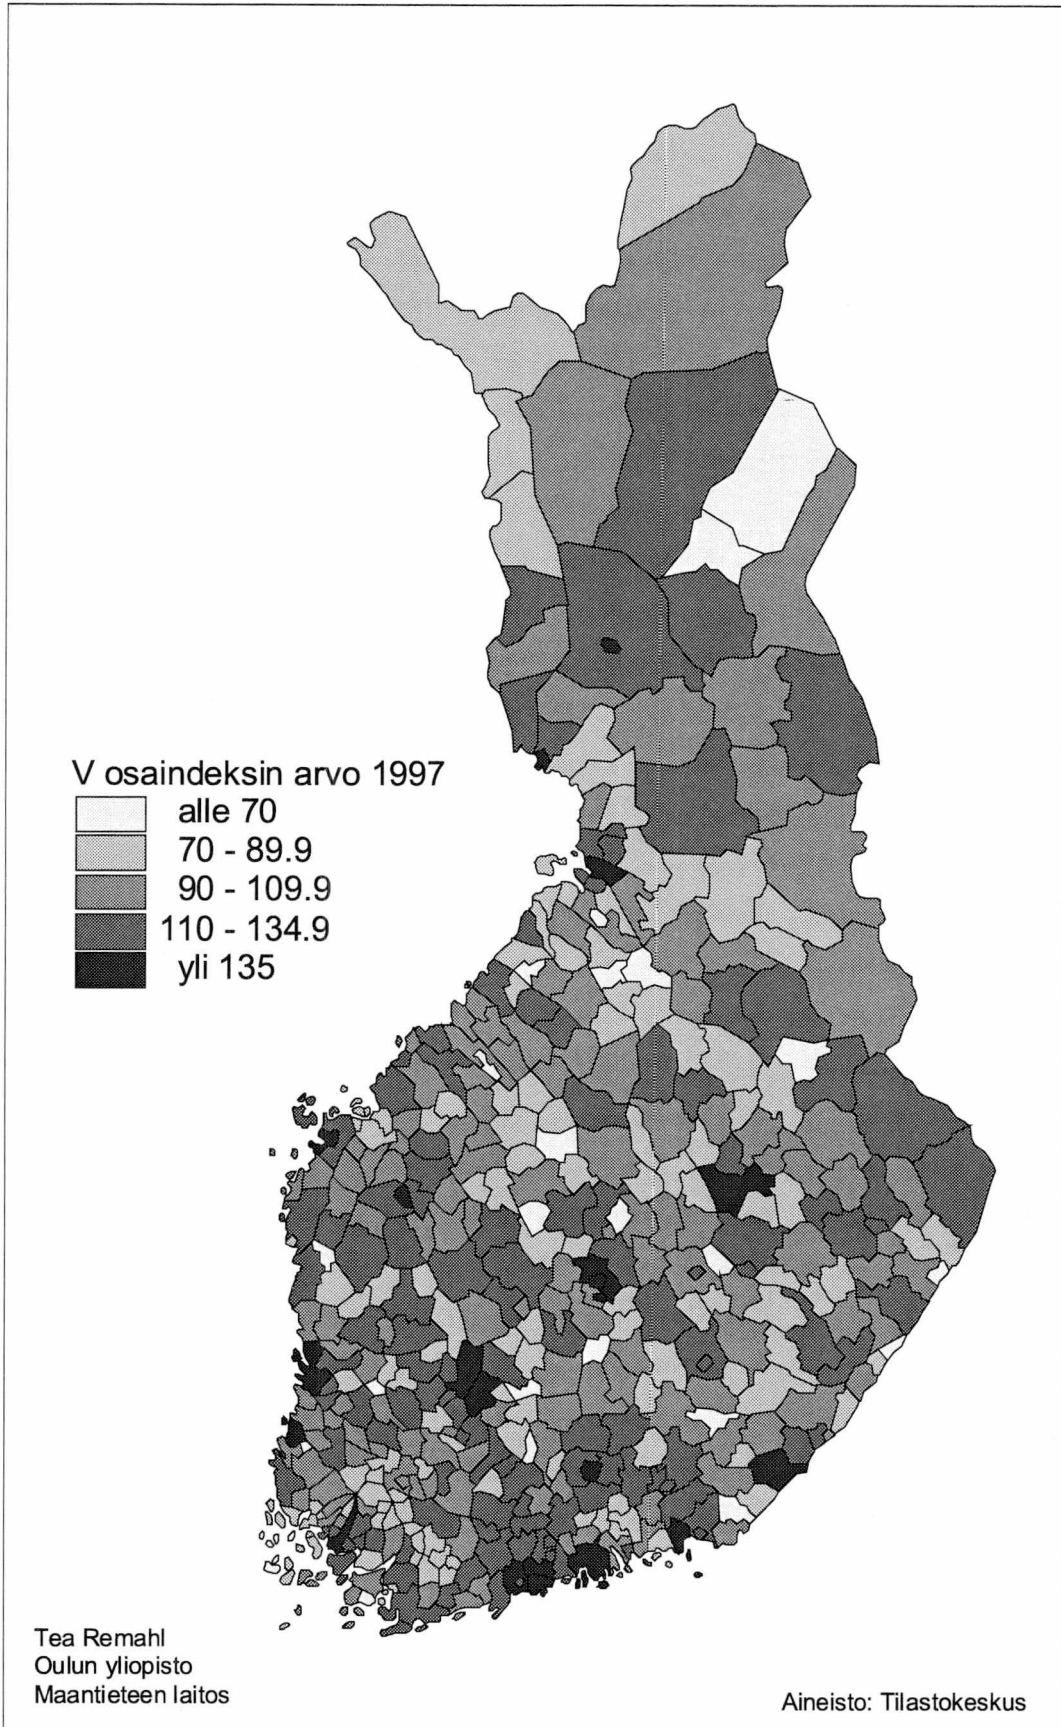 V osaindeksin arvo 1997
alle 70
70 - 89.9
90 - 109.9
110 - 134.9
yli 135
Tea Remahl
Oulun yliopisto
Maantieteen laitos
Aineisto: Tilastokeskus